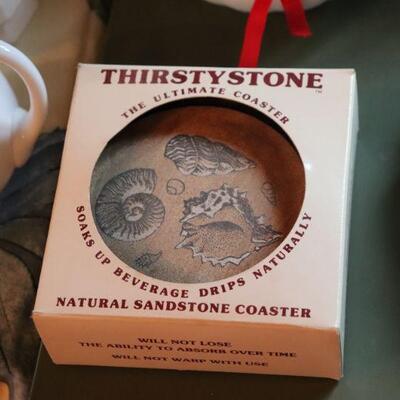 THIRSTYSTONE™
THE ULTIMATE COASTER
SOAKS UP BEVERAGE DRIPS NATURALLY
NATURAL SANDSTONE COASTER
WILL NOT LOSE
THE ABILITY TO ABSORB OVER TIME
WILL NOT WARP WITH USE